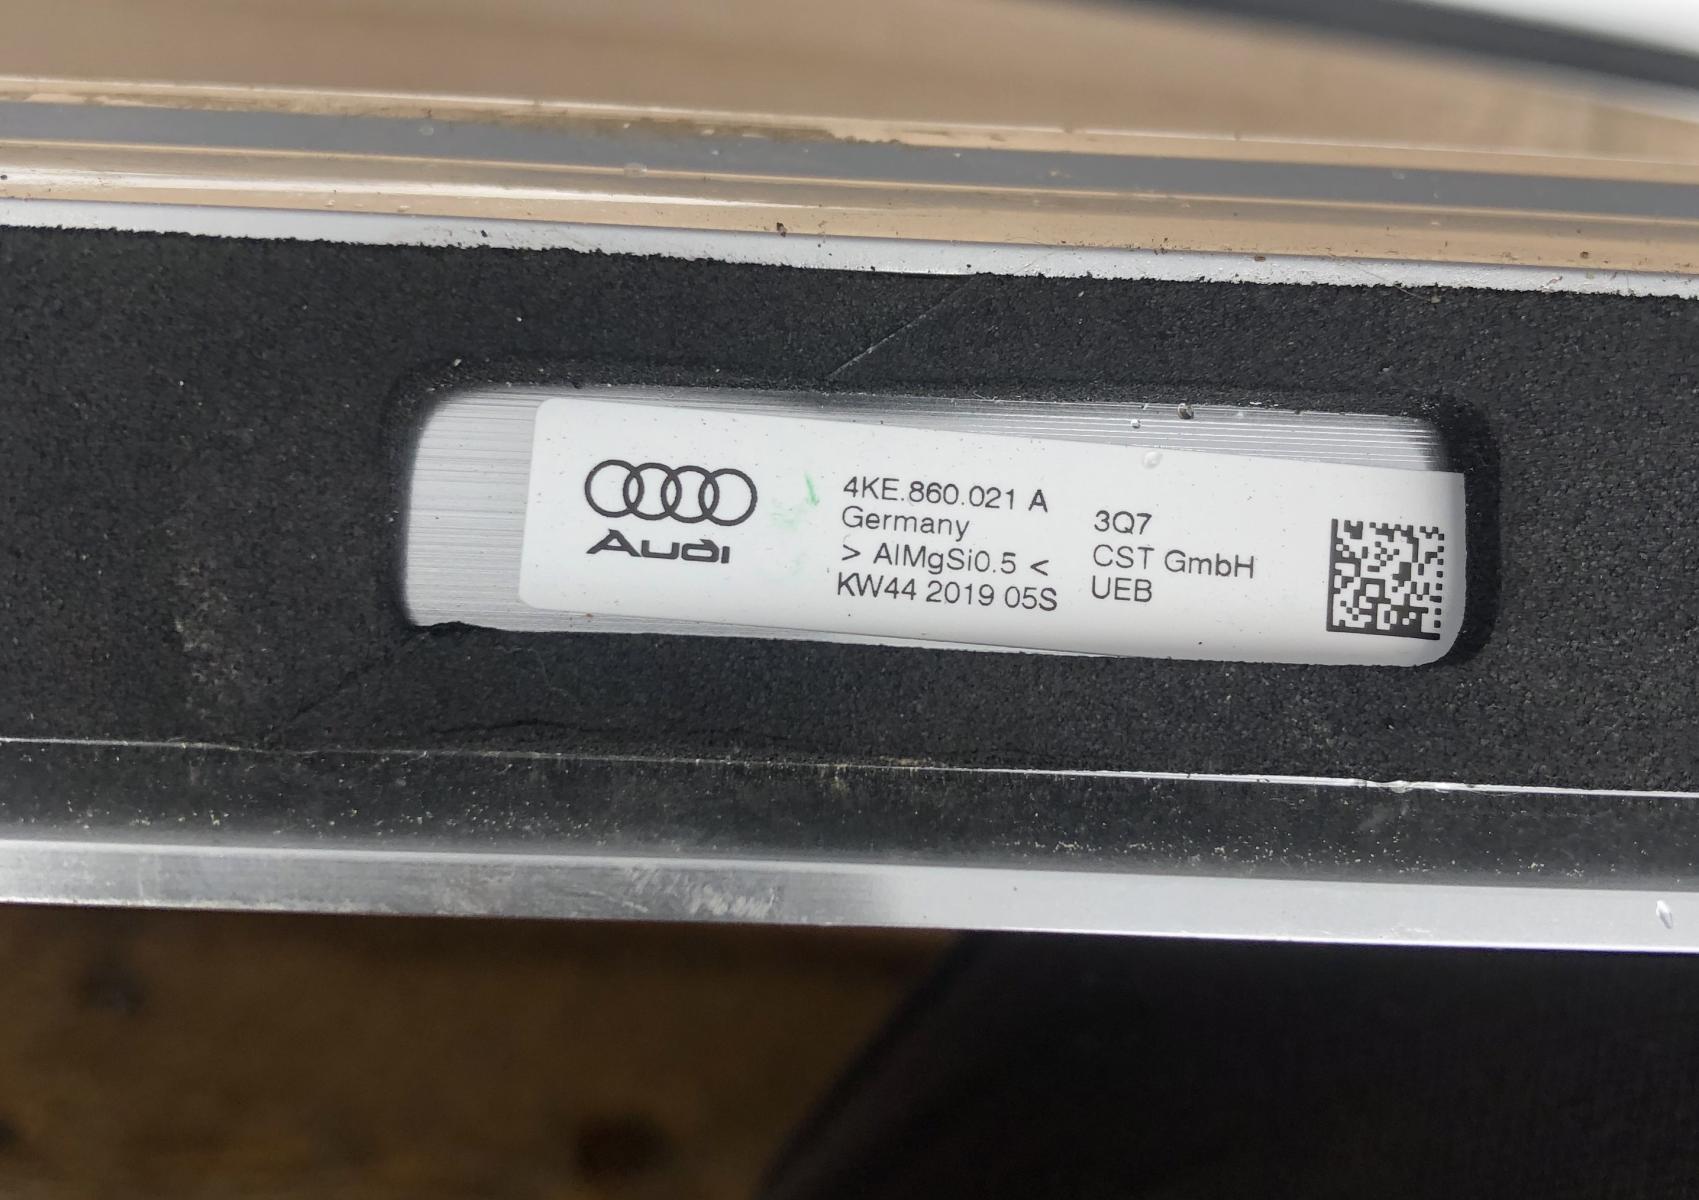 Audi
4KE.860.021 A
Germany
> AlMgSi0.5 <
KW44 2019 05S
3Q7
CST GmbH
UEB